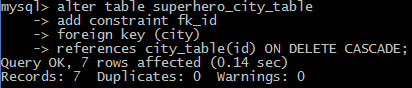 mysql> alter table superhero_city_table
    -> add constraint fk_id
    -> foreign key (city)
    -> references city_table(id) ON DELETE CASCADE;
Query OK, 7 rows affected (0.14 sec)
Records: 7  Duplicates: 0  Warnings: 0